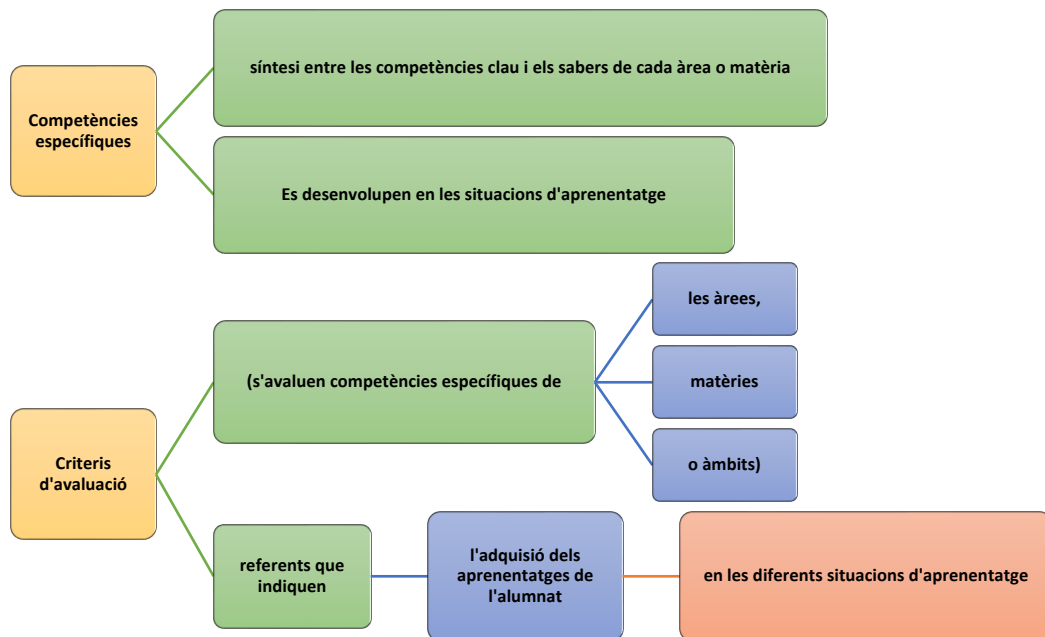 Competències
específiques
síntesi entre les competències clau i els sabers de cada àrea o matèria
Es desenvolupen en les situacions d'aprenentatge
Criteris
d'avaluació
(s'avaluen competències específiques de
les àrees,
matèries
o àmbits)
referents que
indiquen
l'adquisió dels
aprenentatges de
l'alumnat
en les diferents situacions d'aprenentatge